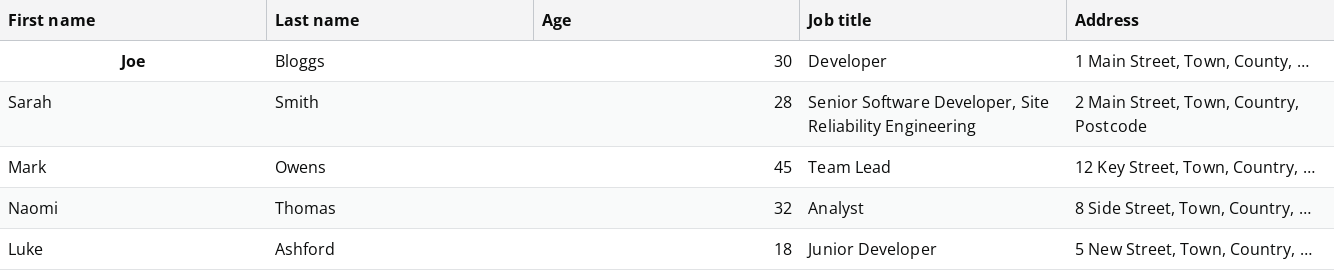 First name Last name Age Job title Address
Joe Bloggs 30 Developer 1 Main Street, Town, County, ...
Sarah Smith 28 Senior Software Developer, Site 2 Main Street, Town, Country,
Reliability Engineering Postcode
Mark Owens 45 Team Lead 12 Key Street, Town, Country, ...
Naomi Thomas 32 Analyst 8 Side Street, Town, Country, ...
Luke Ashford 18 Junior Developer 5 New Street, Town, Country, ...